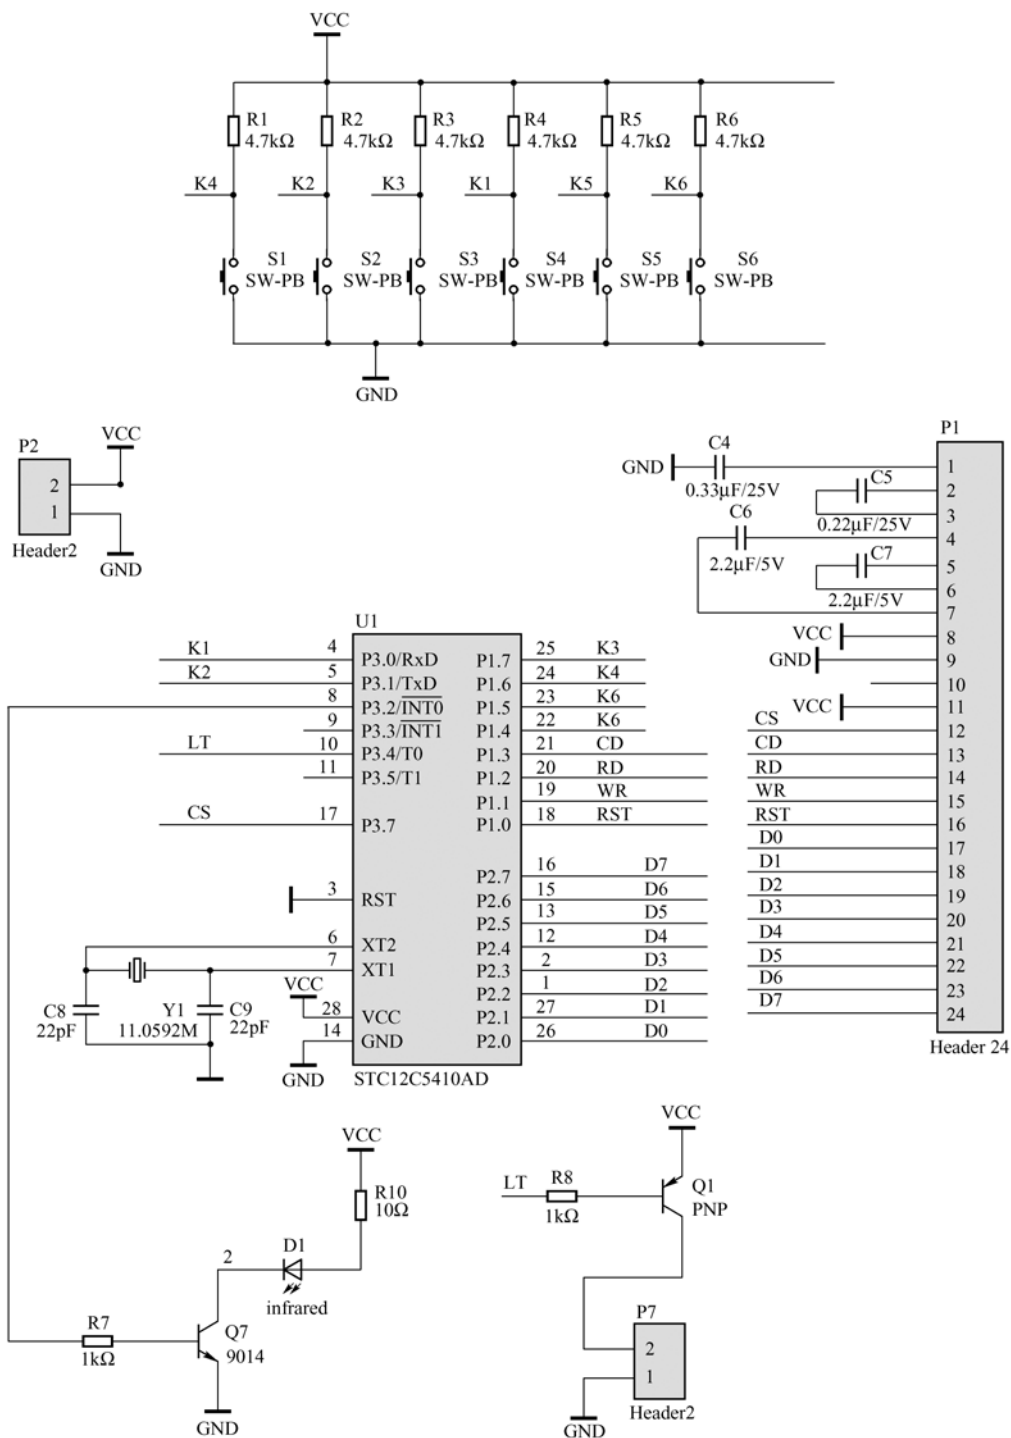 VCC
R1 R2 R3 R4 R5 R6
4.7kΩ 4.7kΩ 4.7kΩ 4.7kΩ 4.7kΩ 4.7kΩ
K4 K2 K3 K1 K5 K6
S1 S2 S3 S4 S5 S6
SW-PB SW-PB SW-PB SW-PB SW-PB SW-PB
GND
P2
VCC
2
1
Header2
GND
P1
GND
C4
0.33μF/25V
C5
0.22μF/25V
C6
2.2μF/5V
C7
2.2μF/5V
VCC
GND
VCC
1
2
3
4
5
6
7
8
9
10
11
CS 12
CD 13
RD 14
WR 15
RST 16
D0 17
D1 18
D2 19
D3 20
D4 21
D5 22
D6 23
D7 24
Header 24
U1
K1 4 P3.0/RxD
K2 5 P3.1/TxD
8 P3.2/INT0
9 P3.3/INT1
LT 10 P3.4/T0
11 P3.5/T1
CS 17 P3.7
3 RST
6 XT2
7 XT1
VCC 28 VCC
14 GND
GND
P1.7 25 K3
P1.6 24 K4
P1.5 23 K6
P1.4 22 K6
P1.3 21 CD
P1.2 20 RD
P1.1 19 WR
P1.0 18 RST
P2.7 16 D7
P2.6 15 D6
P2.5 13 D5
P2.4 12 D4
P2.3 2 D3
P2.2 1 D2
P2.1 27 D1
P2.0 26 D0
STC12C5410AD
C8
22pF
Y1
11.0592M
C9
22pF
VCC
R10
10Ω
D1
2
infrared
R7
1kΩ
Q7
9014
GND
VCC
LT
R8
1kΩ
Q1
PNP
P7
2
1
Header2
GND